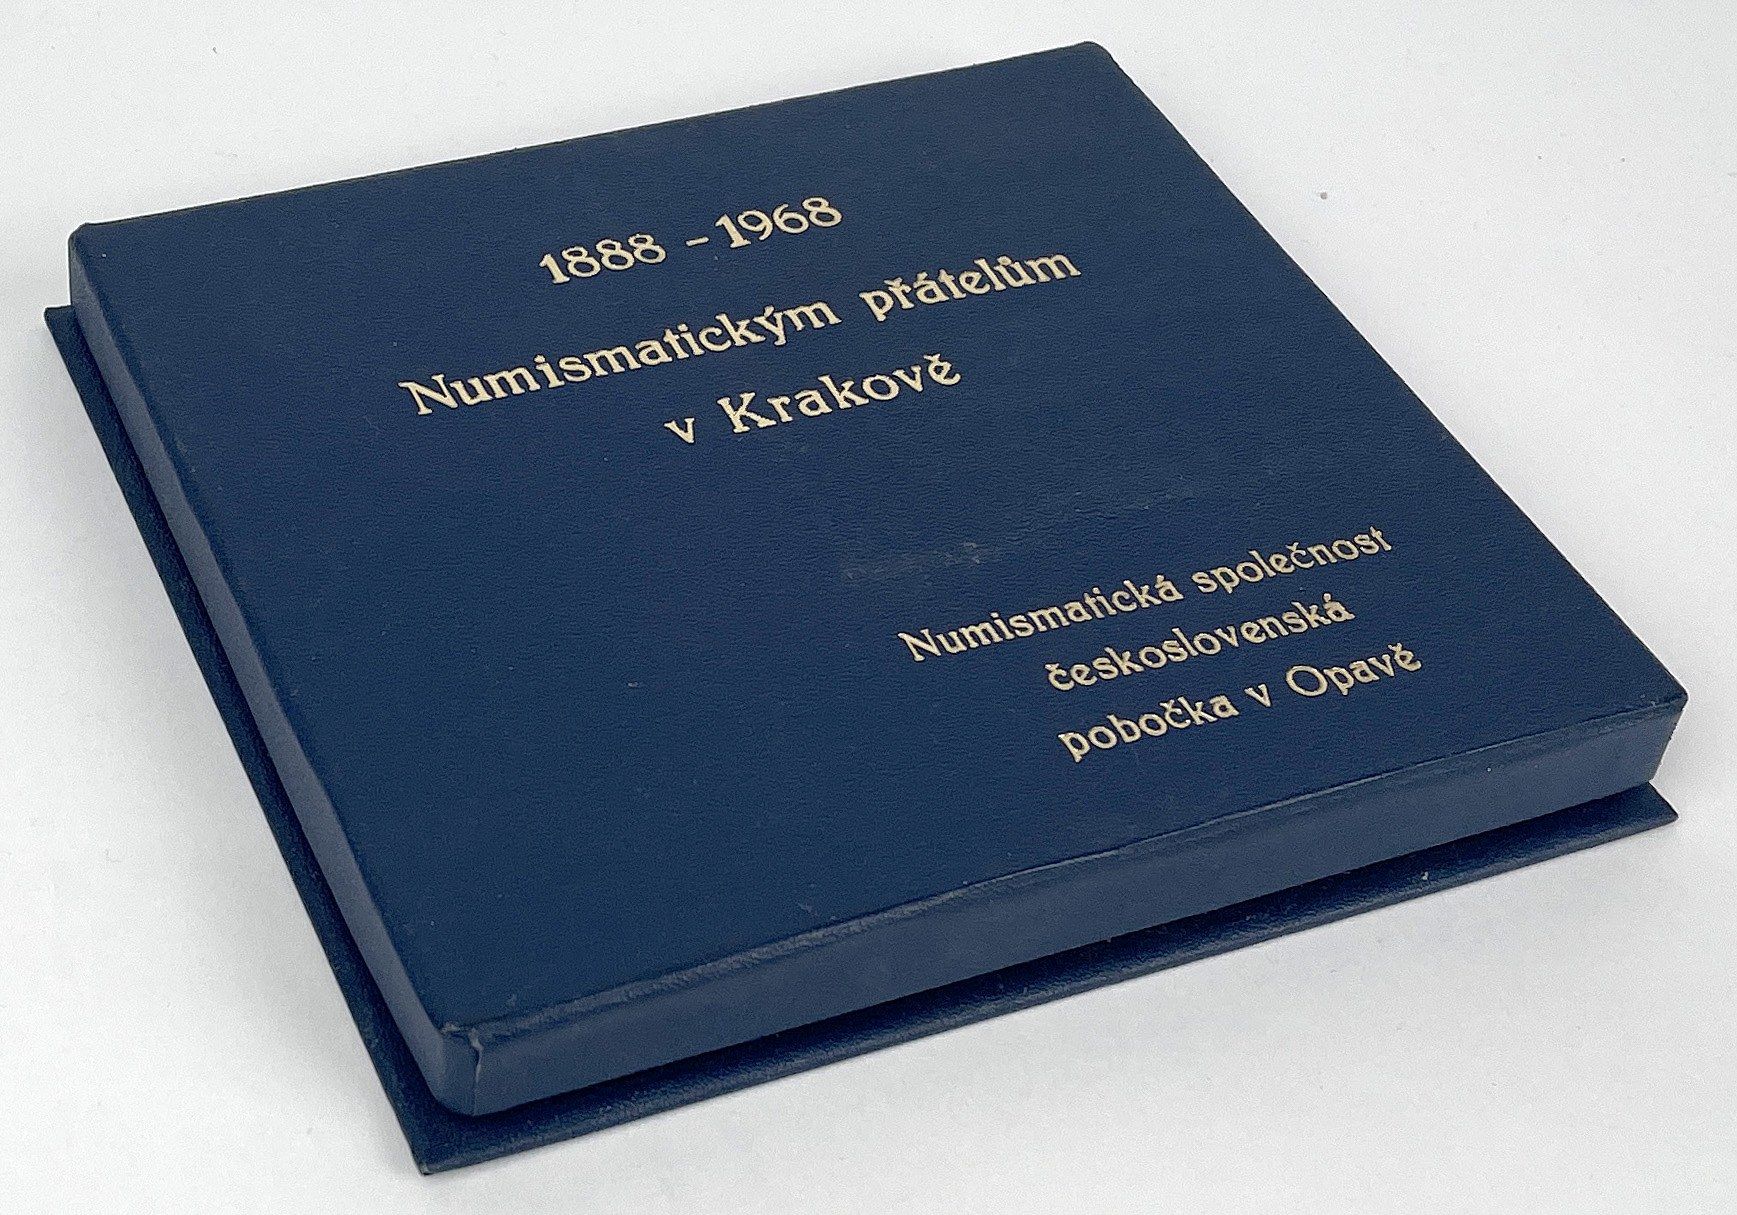 1888 - 1968
Numismatickým přátelům
v Krakově
Numismatická společnost
československá
pobočka v Opavě